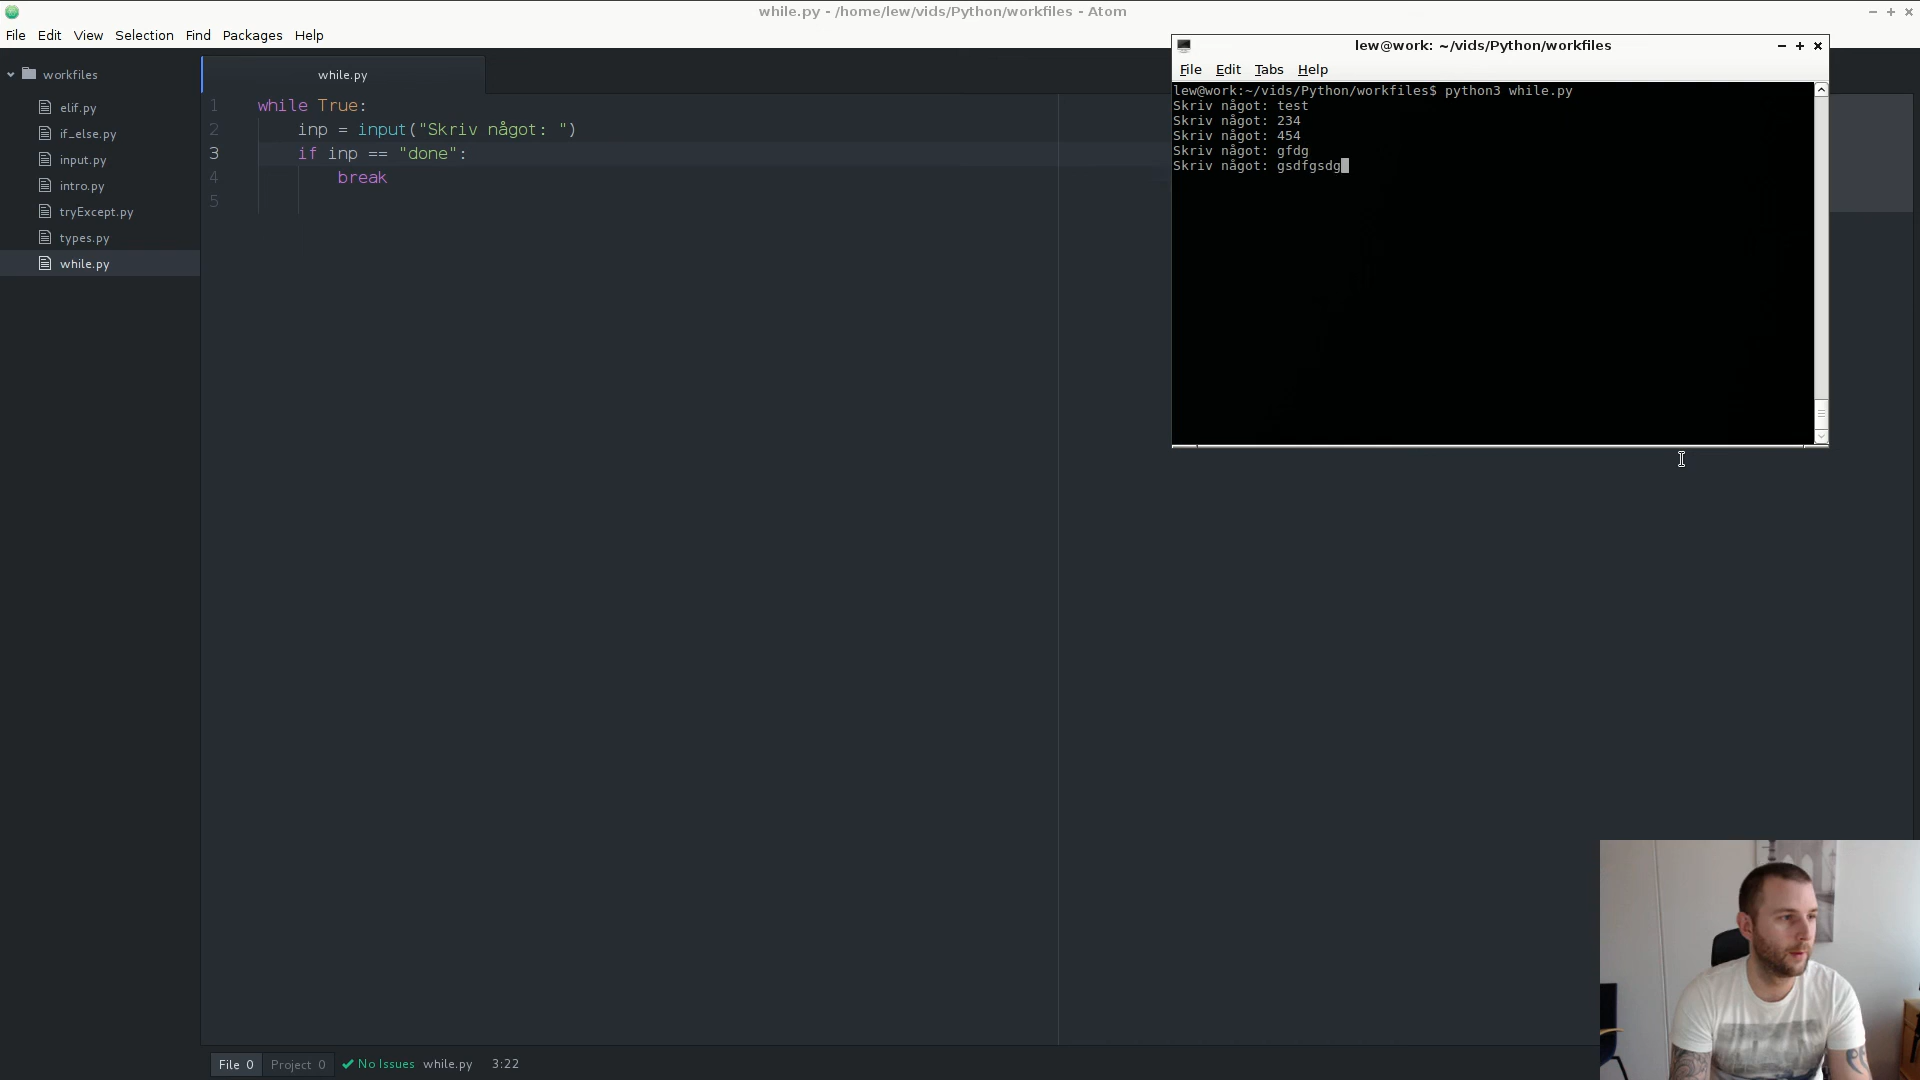 while.py - /home/lew/vids/Python/workfiles - Atom
File Edit View Selection Find Packages Help
workfiles
elif.py
if_else.py
input.py
intro.py
tryExcept.py
types.py
while.py
while.py
1 while True:
2 inp = input("Skriv något: ")
3 if inp == "done":
4 break
5
lew@work: ~/vids/Python/workfiles
File Edit Tabs Help
lew@work:~/vids/Python/workfiles$ python3 while.py
Skriv något: test
Skriv något: 234
Skriv något: 454
Skriv något: gfdg
Skriv något: gsdfgsdg
File 0 Project 0 No Issues while.py 3:22